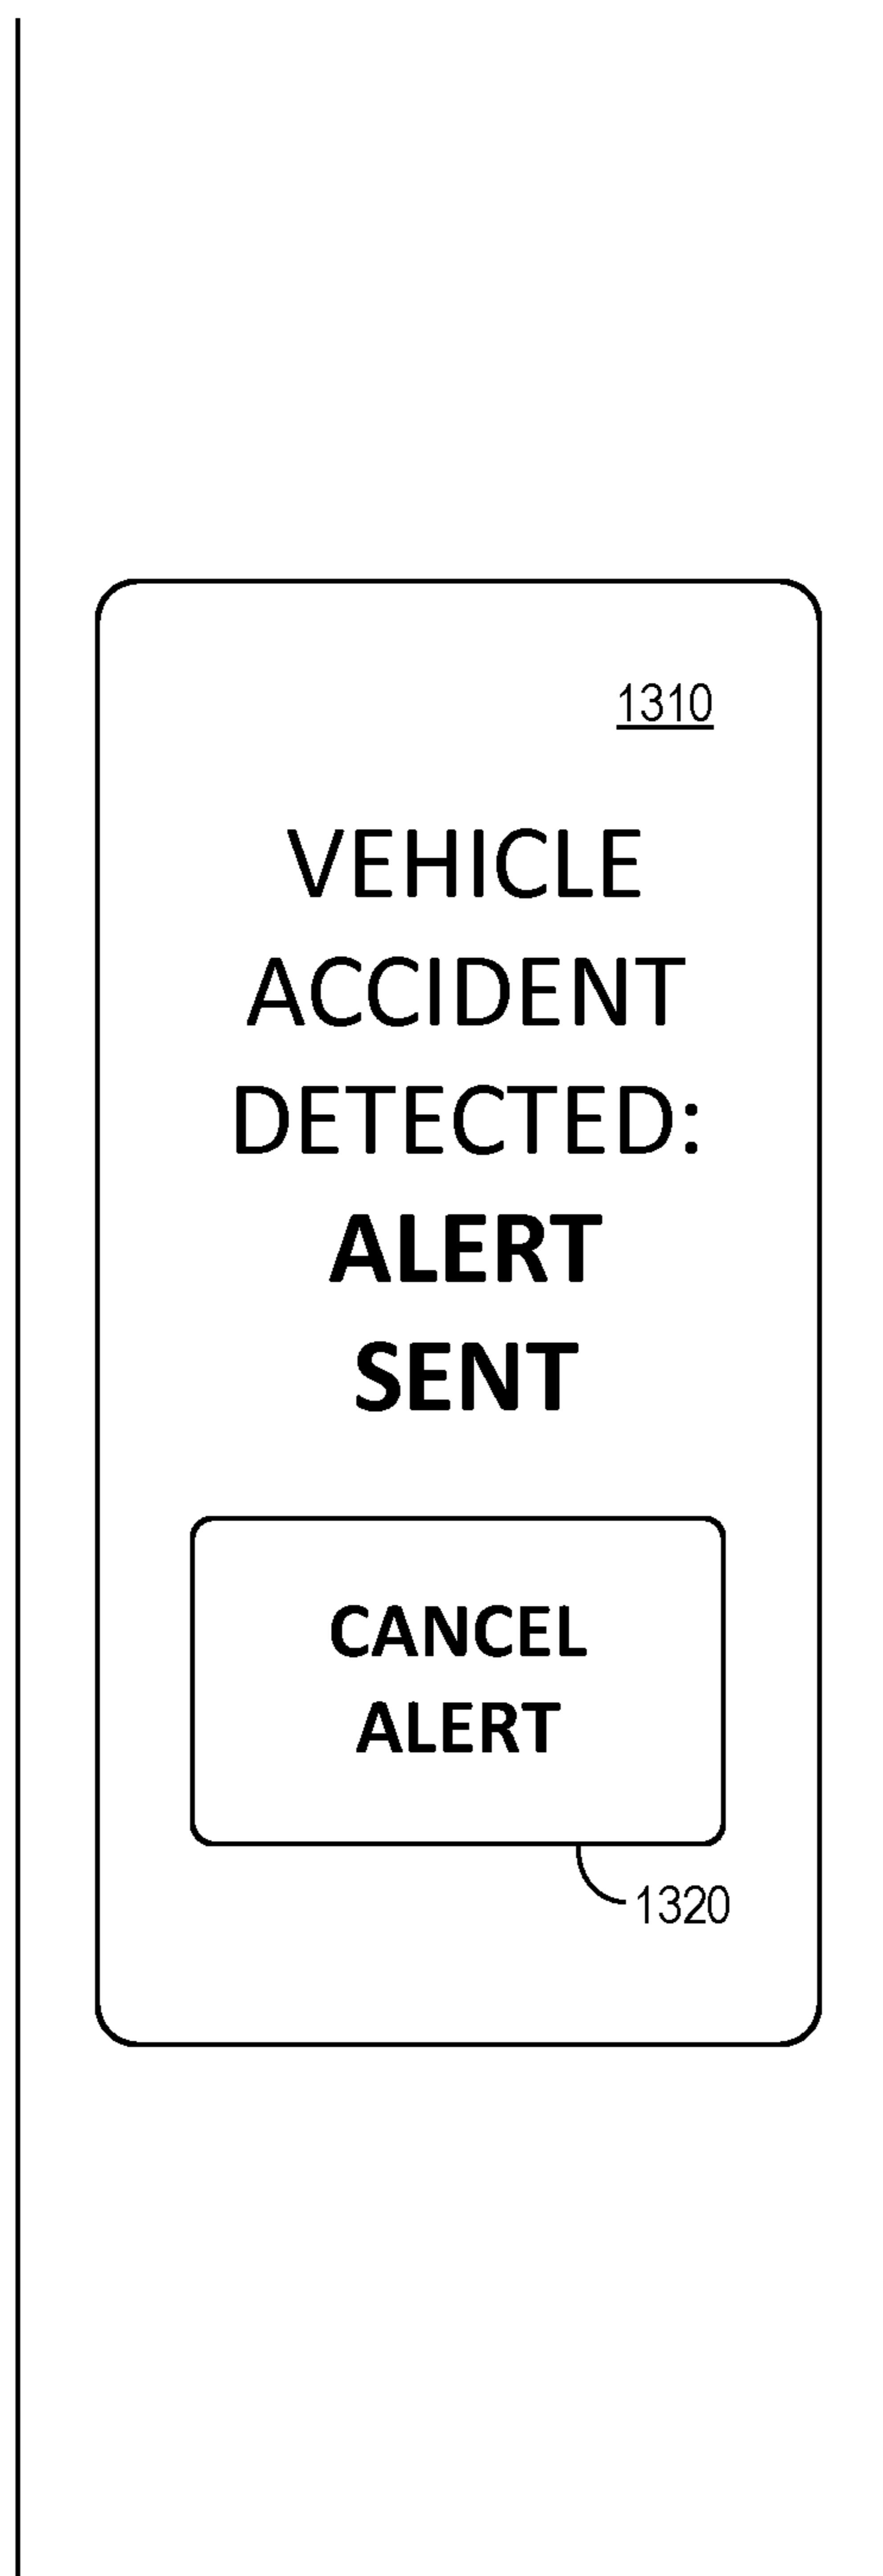 1310
VEHICLE
ACCIDENT
DETECTED:
ALERT
SENT
CANCEL
ALERT
1320